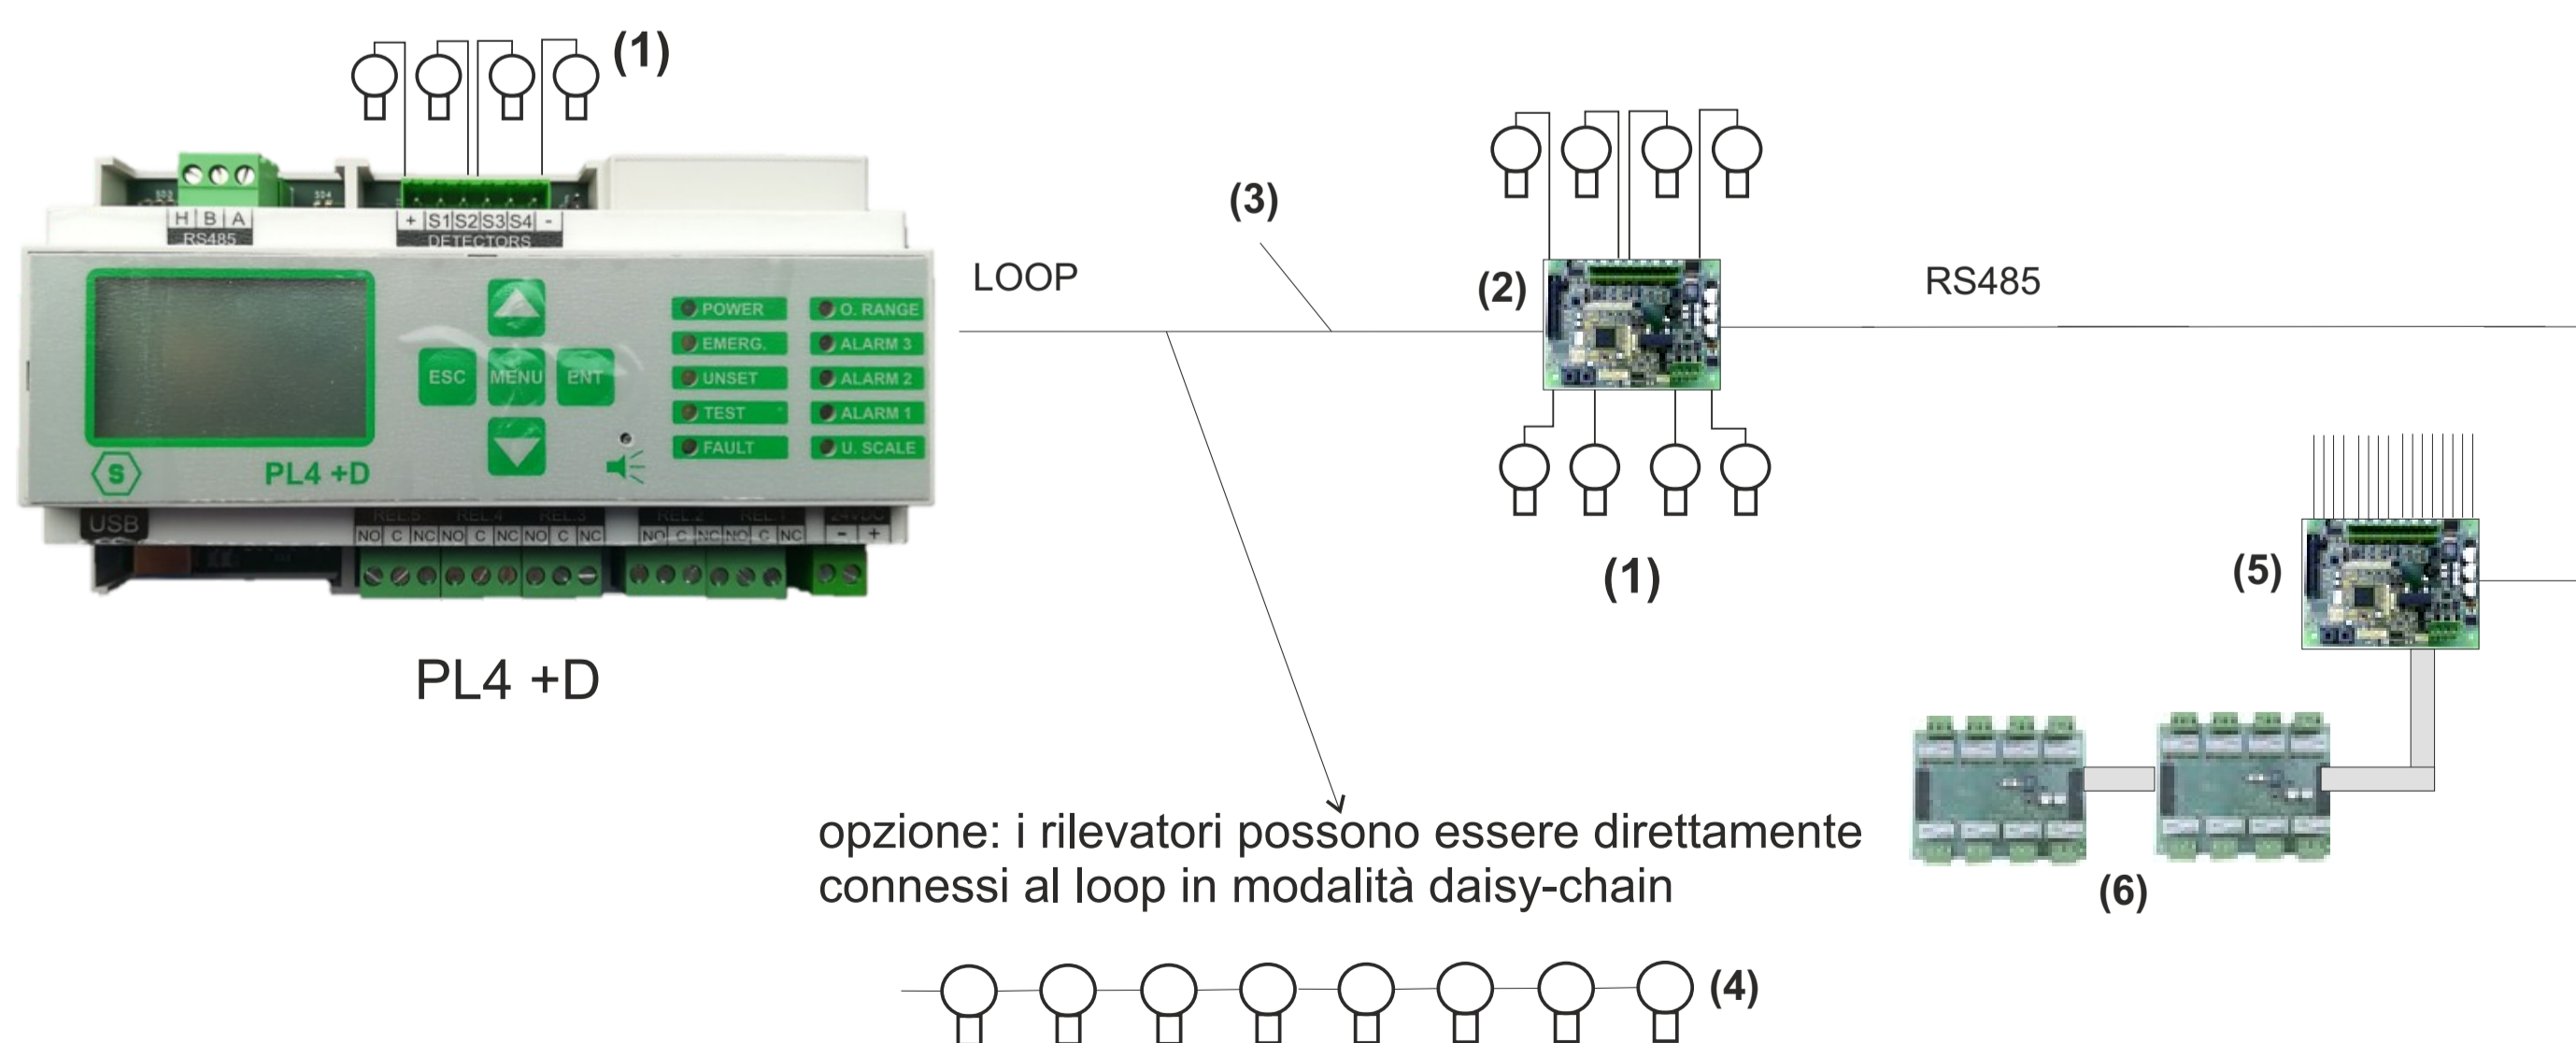 (1)
H B A
RS485
+ S1 S2 S3 S4 -
DETECTORS
POWER
EMERG.
UNSET
TEST
FAULT
O. RANGE
ALARM 3
ALARM 2
ALARM 1
U. SCALE
ESC MENU ENT
S
PL4 +D
USB
REL.5 REL.4 REL.3 REL.2 REL.1 24VDC
NO C NC NO C NC NO C NC NO C NC NO C NC - +
PL4 +D
LOOP
(3)
(2)
RS485
(1)
(5)
(6)
opzione: i rilevatori possono essere direttamente
connessi al loop in modalità daisy-chain
(4)